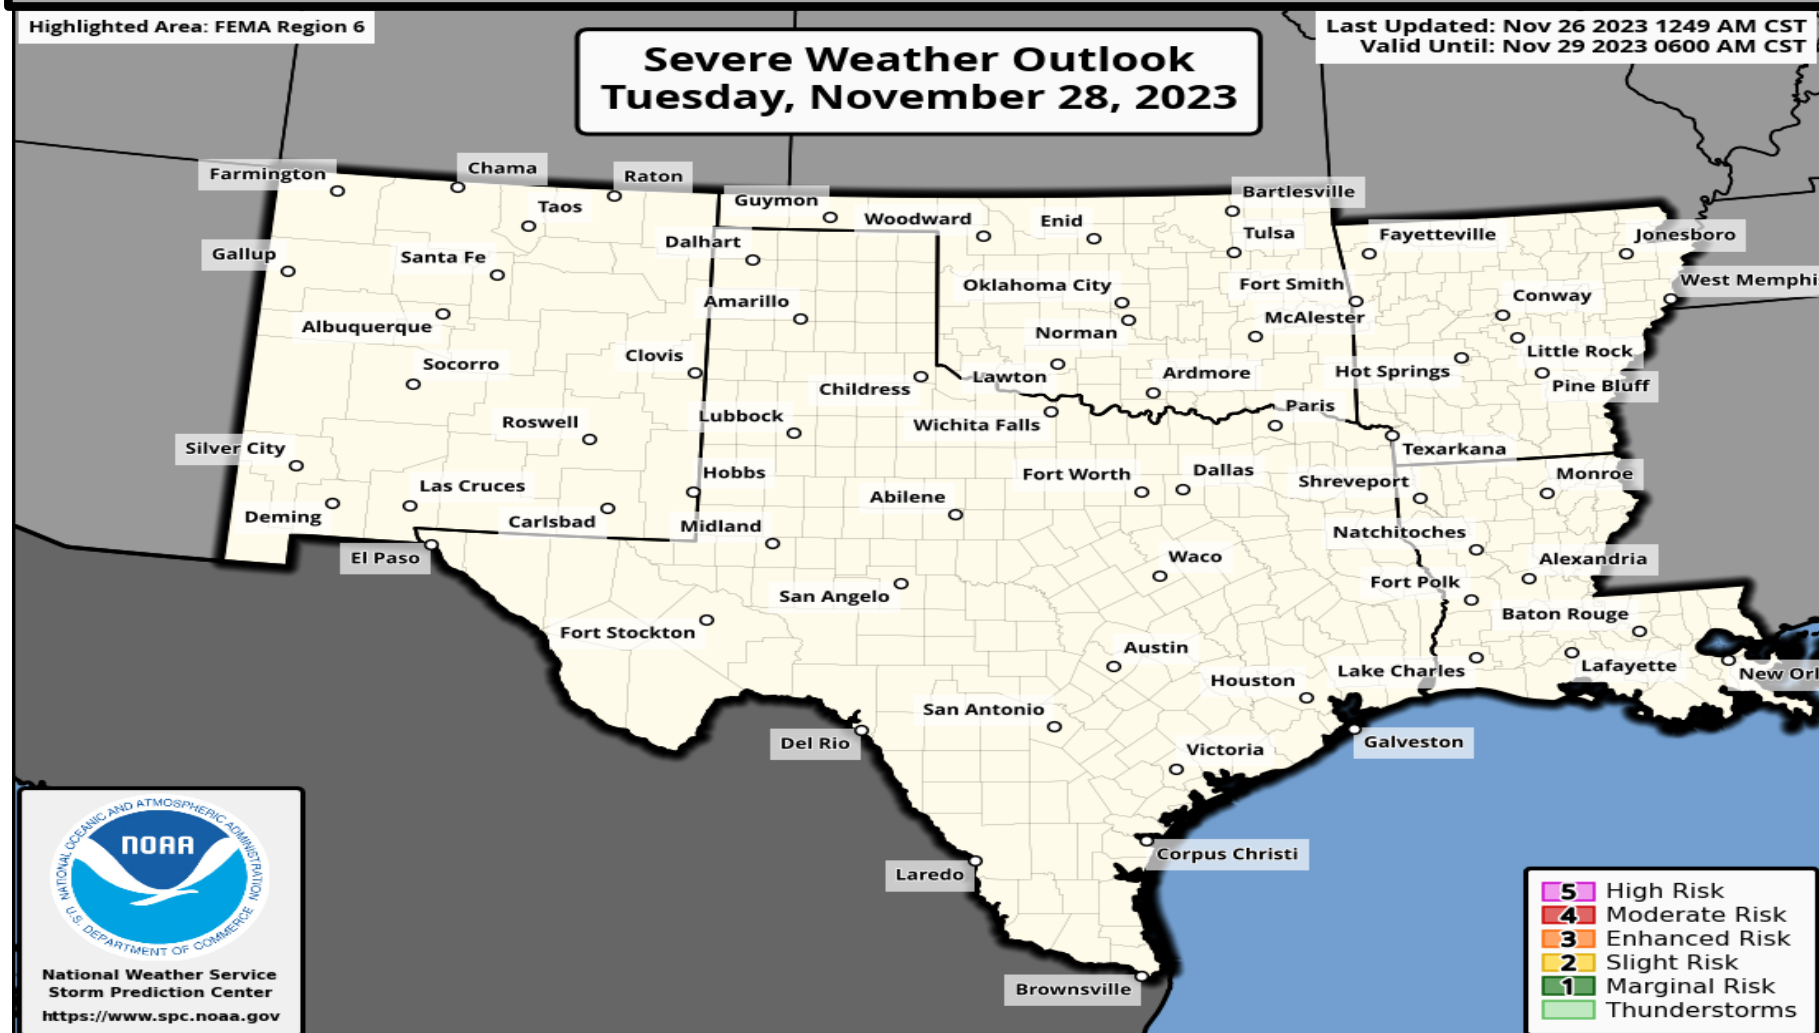 Highlighted Area: FEMA Region 6
Severe Weather Outlook
Tuesday, November 28, 2023
Last Updated: Nov 26 2023 1249 AM CST
Valid Until: Nov 29 2023 0600 AM CST
Farmington
Chama
Raton
Taos
Guymon
Woodward
Enid
Bartlesville
Tulsa
Fayetteville
Jonesboro
Gallup
Santa Fe
Dalhart
Oklahoma City
Fort Smith
Conway
West Memphi
Albuquerque
Amarillo
Norman
McAlester
Little Rock
Socorro
Clovis
Childress
Lawton
Ardmore
Hot Springs
Pine Bluff
Roswell
Lubbock
Wichita Falls
Paris
Texarkana
Silver City
Hobbs
Fort Worth
Dallas
Shreveport
Monroe
Las Cruces
Abilene
Deming
Carlsbad
Midland
Natchitoches
El Paso
Waco
Alexandria
San Angelo
Fort Polk
Baton Rouge
Fort Stockton
Austin
Lake Charles
Lafayette
New Orl
Houston
San Antonio
Del Rio
Victoria
Galveston
Corpus Christi
Laredo
Brownsville
NATIONAL OCEANIC AND ATMOSPHERIC ADMINISTRATION
NOAA
U.S. DEPARTMENT OF COMMERCE
National Weather Service
Storm Prediction Center
https://www.spc.noaa.gov
5 High Risk
4 Moderate Risk
3 Enhanced Risk
2 Slight Risk
1 Marginal Risk
Thunderstorms